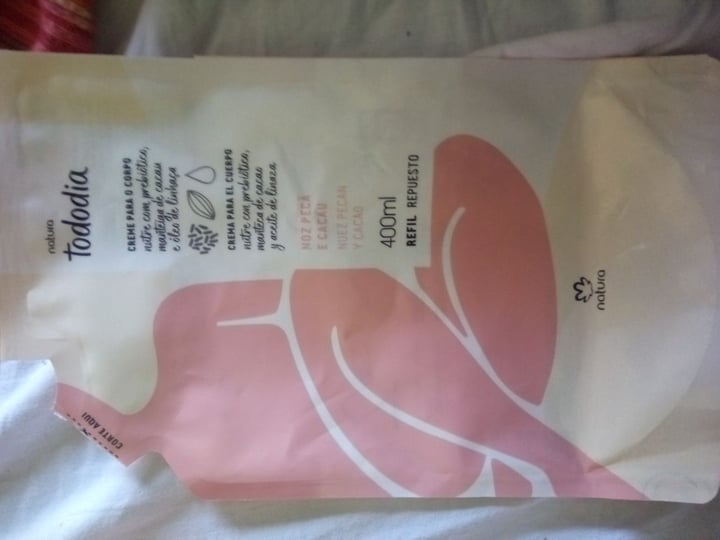 natura
tododia
CREME PARA O CORPO
nutre com prebiótico,
manteiga de cacau
e óleo de linhaça
CREMA PARA EL CUERPO
nutre con prebiótico,
manteca de cacao
y aceite de linaza
NOZ PECÃ
E CACAU
NUEZ PECAN
Y CACAO
400ml
REFIL REPUESTO
natura
CORTE AQUI